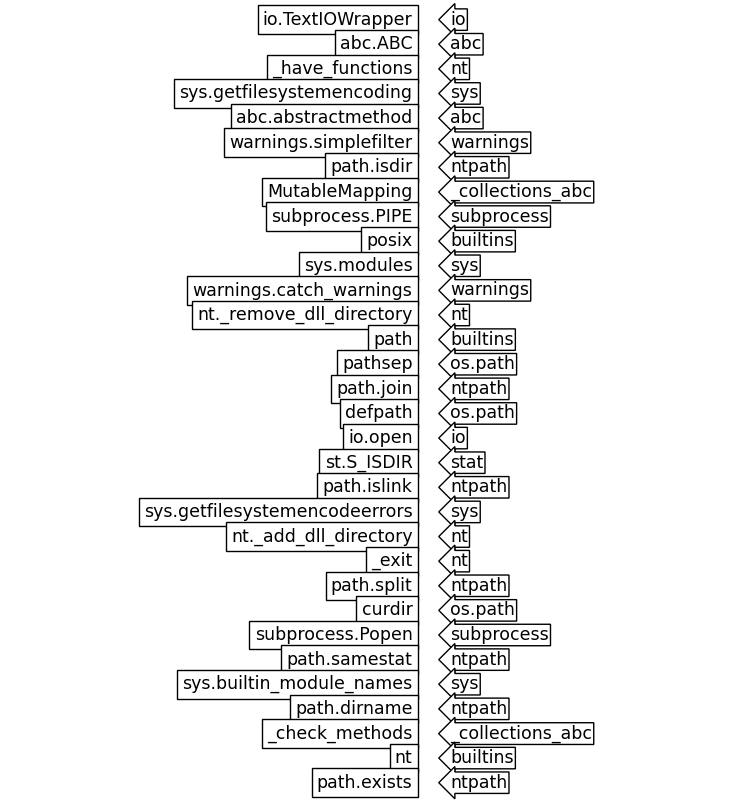 io.TextIOWrapper io
abc.ABC abc
_have_functions nt
sys.getfilesystemencoding sys
abc.abstractmethod abc
warnings.simplefilter warnings
path.isdir ntpath
MutableMapping _collections_abc
subprocess.PIPE subprocess
posix builtins
sys.modules sys
warnings.catch_warnings warnings
nt._remove_dll_directory nt
path builtins
pathsep os.path
path.join ntpath
defpath os.path
io.open io
st.S_ISDIR stat
path.islink ntpath
sys.getfilesystemencodeerrors sys
nt._add_dll_directory nt
_exit nt
path.split ntpath
curdir os.path
subprocess.Popen subprocess
path.samestat ntpath
sys.builtin_module_names sys
path.dirname ntpath
_check_methods _collections_abc
nt builtins
path.exists ntpath